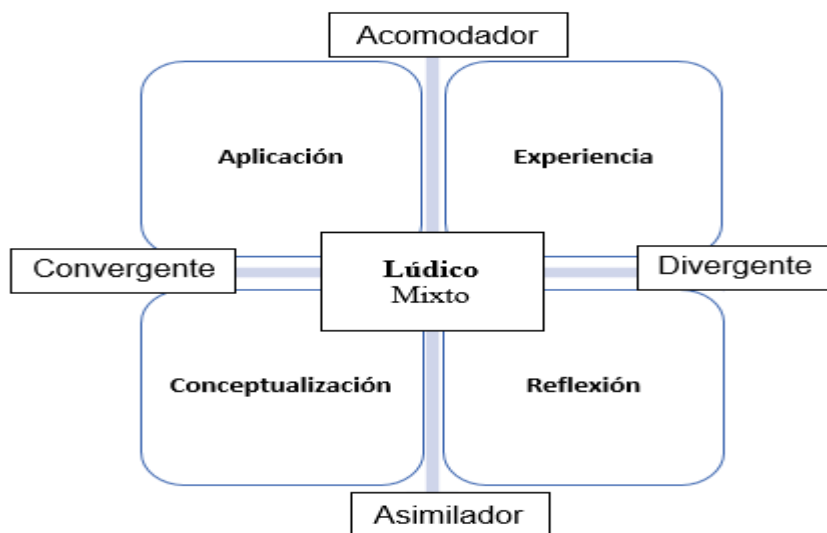 Acomodador
Aplicación
Experiencia
Convergente
Lúdico
Mixto
Divergente
Conceptualización
Reflexión
Asimilador